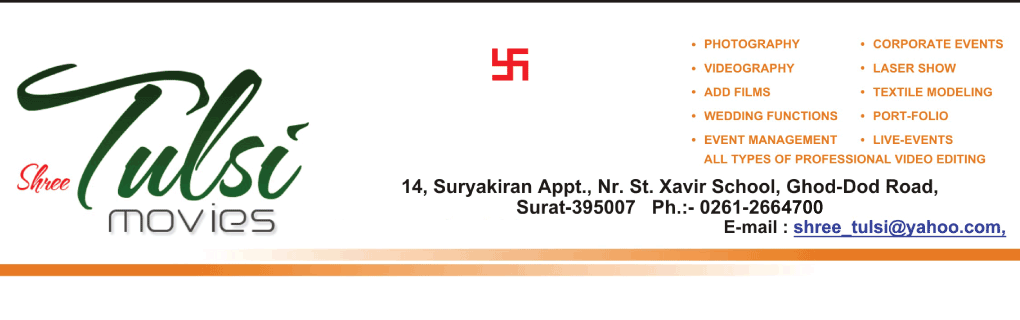 Shree Tulsi
movies
卐
• PHOTOGRAPHY
• VIDEOGRAPHY
• ADD FILMS
• WEDDING FUNCTIONS
• EVENT MANAGEMENT
• CORPORATE EVENTS
• LASER SHOW
• TEXTILE MODELING
• PORT-FOLIO
• LIVE-EVENTS
ALL TYPES OF PROFESSIONAL VIDEO EDITING
14, Suryakiran Appt., Nr. St. Xavir School, Ghod-Dod Road,
Surat-395007 Ph.:- 0261-2664700
E-mail : shree_tulsi@yahoo.com,